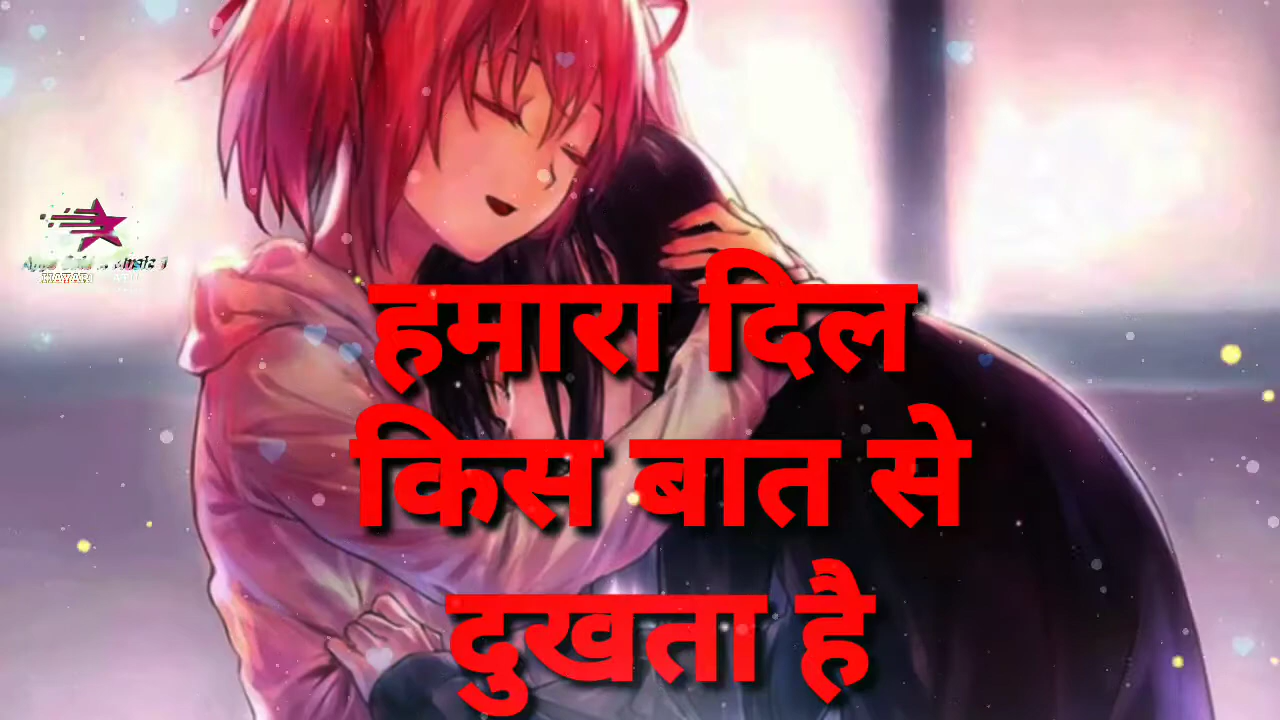 हमारा दिल
किस बात से
दुखता है